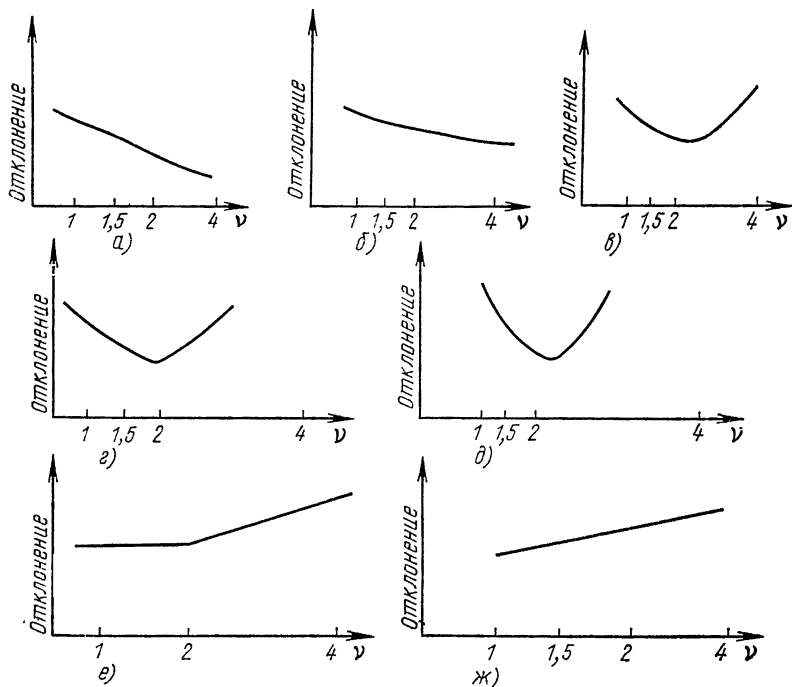 Отклонение
1 1,5 2 4 ν
а)
Отклонение
1 1,5 2 4 ν
б)
Отклонение
1 1,5 2 4 ν
в)
Отклонение
1 1,5 2 4 ν
г)
Отклонение
1 1,5 2 4 ν
д)
Отклонение
1 2 4 ν
е)
Отклонение
1 1,5 2 4 ν
ж)